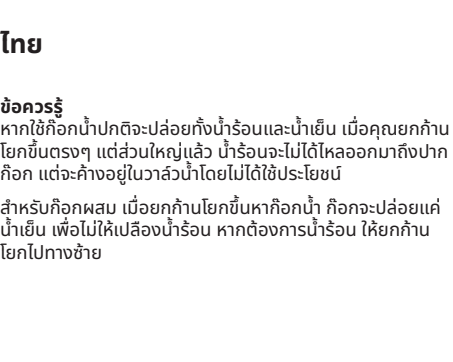 ไทย
ข้อควรรู้
หากใช้ก๊อกน้ำปกติจะปล่อยทั้งน้ำร้อนและน้ำเย็น เมื่อคุณยกก้าน
โยกขึ้นตรงๆ แต่ส่วนใหญ่แล้ว น้ำร้อนจะไม่ได้ไหลออกมาถึงปาก
ก๊อก แต่จะค้างอยู่ในวาล์วน้ำโดยไม่ได้ใช้ประโยชน์
สำหรับก๊อกผสม เมื่อยกก้านโยกขึ้นหาก๊อกน้ำ ก๊อกจะปล่อยแค่
น้ำเย็น เพื่อไม่ให้เปลืองน้ำร้อน หากต้องการน้ำร้อน ให้ยกก้าน
โยกไปทางซ้าย